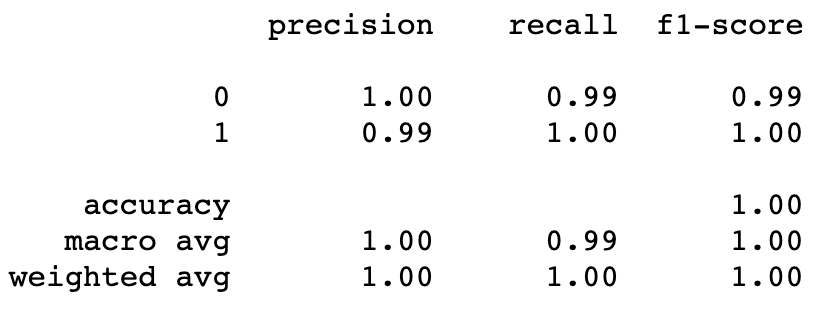 precision recall f1-score
0 1.00 0.99 0.99
1 0.99 1.00 1.00
accuracy 1.00
macro avg 1.00 0.99 1.00
weighted avg 1.00 1.00 1.00